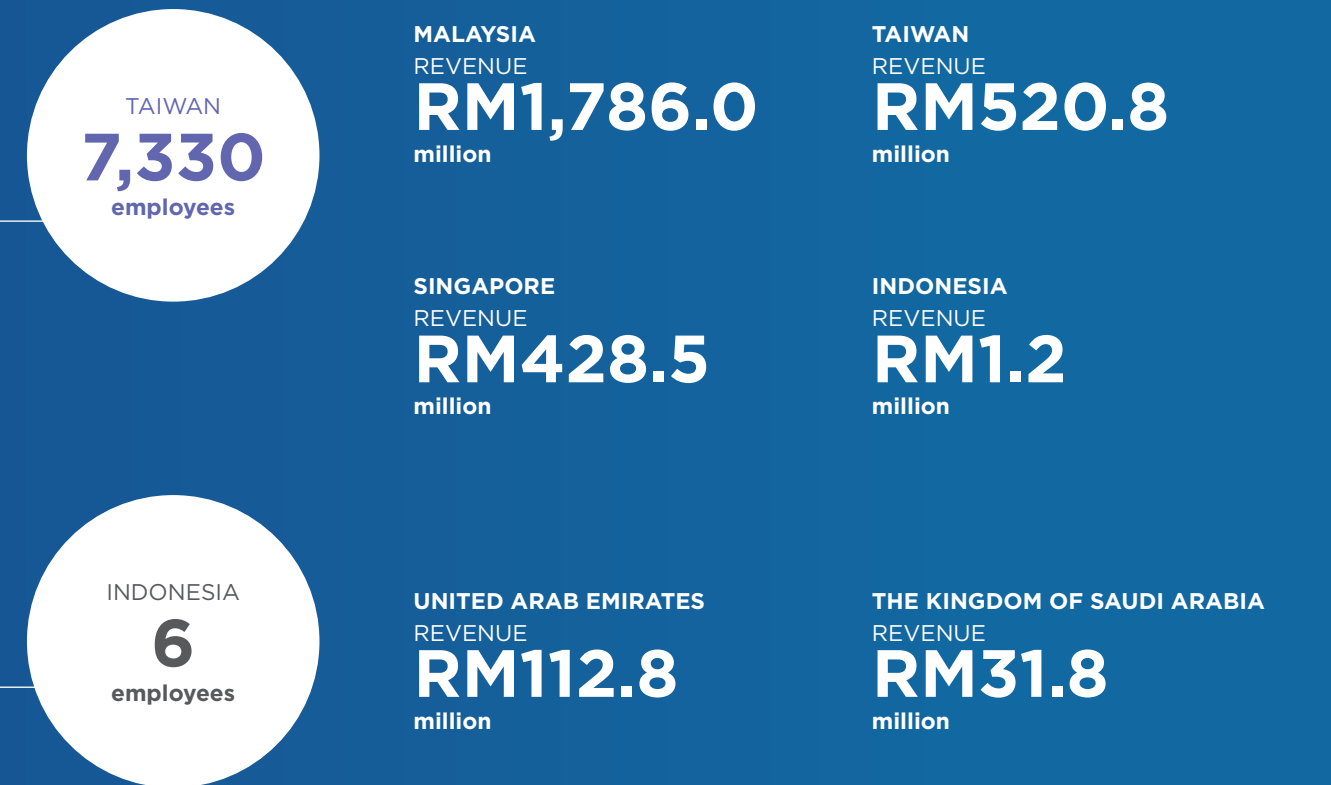 TAIWAN
7,330
employees
MALAYSIA
REVENUE
RM1,786.0
million
TAIWAN
REVENUE
RM520.8
million
SINGAPORE
REVENUE
RM428.5
million
INDONESIA
REVENUE
RM1.2
million
INDONESIA
6
employees
UNITED ARAB EMIRATES
REVENUE
RM112.8
million
THE KINGDOM OF SAUDI ARABIA
REVENUE
RM31.8
million